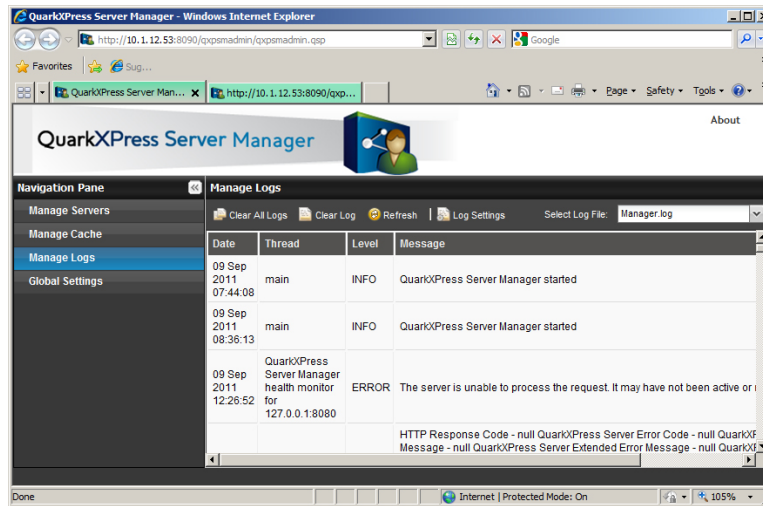 QuarkXPress Server Manager - Windows Internet Explorer
http://10.1.12.53:8090/qxpsmadmin/qxpsmadmin.qsp
Google
Favorites Sug...
QuarkXPress Server Man... http://10.1.12.53:8090/qxp...
Page Safety Tools
About
QuarkXPress Server Manager
Navigation Pane
Manage Servers
Manage Cache
Manage Logs
Global Settings
Manage Logs
Clear All Logs Clear Log Refresh Log Settings Select Log File: Manager.log
Date Thread Level Message
09 Sep
2011
07:44:08
main INFO QuarkXPress Server Manager started
09 Sep
2011
08:36:13
main INFO QuarkXPress Server Manager started
09 Sep
2011
12:26:52
QuarkXPress
Server Manager
health monitor
for
127.0.0.1:8080
ERROR The server is unable to process the request. It may have not been active or
HTTP Response Code - null QuarkXPress Server Error Code - null
Message - null QuarkXPress Server Extended Error Message - null
Done Internet | Protected Mode: On 105%